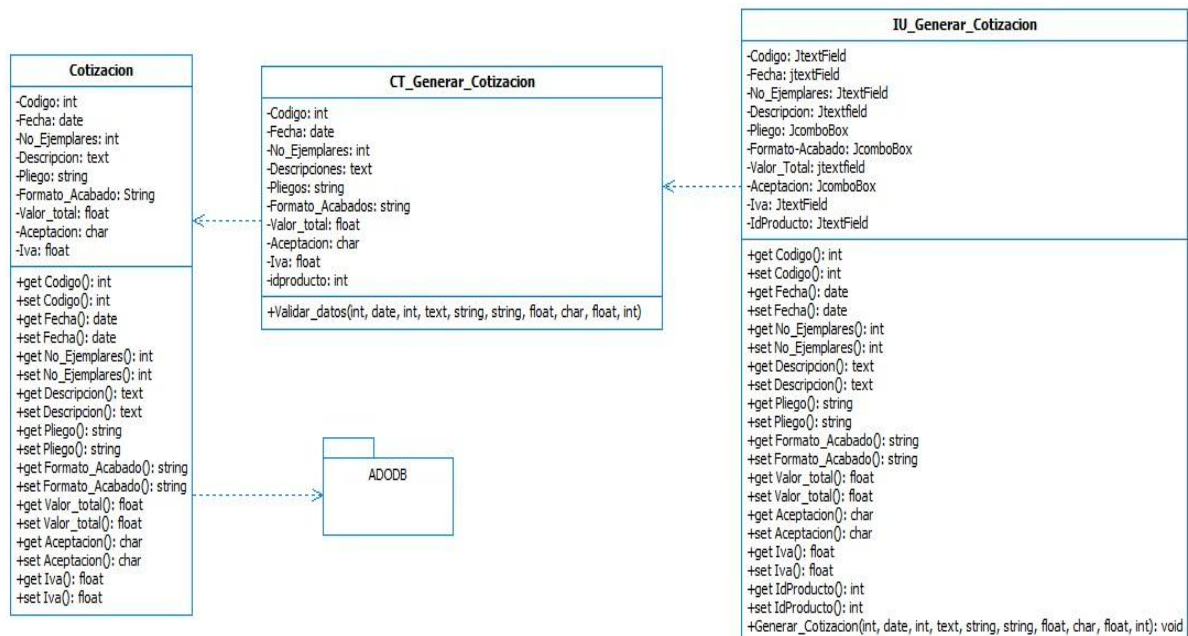 Cotizacion
-Codigo: int
-Fecha: date
-No_Ejemplares: int
-Descripcion: text
-Pliego: string
-Formato_Acabado: String
-Valor_total: float
-Aceptacion: char
-Iva: float
+get Codigo(): int
+set Codigo(): int
+get Fecha(): date
+set Fecha(): date
+get No_Ejemplares(): int
+set No_Ejemplares(): int
+get Descripcion(): text
+set Descripcion(): text
+get Pliego(): string
+set Pliego(): string
+get Formato_Acabado(): string
+set Formato_Acabado(): string
+get Valor_total(): float
+set Valor_total(): float
+get Aceptacion(): char
+set Aceptacion(): char
+get Iva(): float
+set Iva(): float
CT_Generar_Cotizacion
-Codigo: int
-Fecha: date
-No_Ejemplares: int
-Descripciones: text
-Pliegos: string
-Formato_Acabados: string
-Valor_total: float
-Aceptacion: char
-Iva: float
-idproducto: int
+Validar_datos(int, date, int, text, string, string, float, char, float, int)
ADODB
IU_Generar_Cotizacion
-Codigo: JtextField
-Fecha: jtextField
-No_Ejemplares: JtextField
-Descripcion: Jtextfield
-Pliego: JcomboBox
-Formato-Acabado: JcomboBox
-Valor_Total: jtextfield
-Aceptacion: JcomboBox
-Iva: JtextField
-IdProducto: JtextField
+get Codigo(): int
+set Codigo(): int
+get Fecha(): date
+set Fecha(): date
+get No_Ejemplares(): int
+set No_Ejemplares(): int
+get Descripcion(): text
+set Descripcion(): text
+get Pliego(): string
+set Pliego(): string
+get Formato_Acabado(): string
+set Formato_Acabado(): string
+get Valor_total(): float
+set Valor_total(): float
+get Aceptacion(): char
+set Aceptacion(): char
+get Iva(): float
+set Iva(): float
+get IdProducto(): int
+set IdProducto(): int
+Generar_Cotizacion(int, date, int, text, string, string, float, char, float, int): void